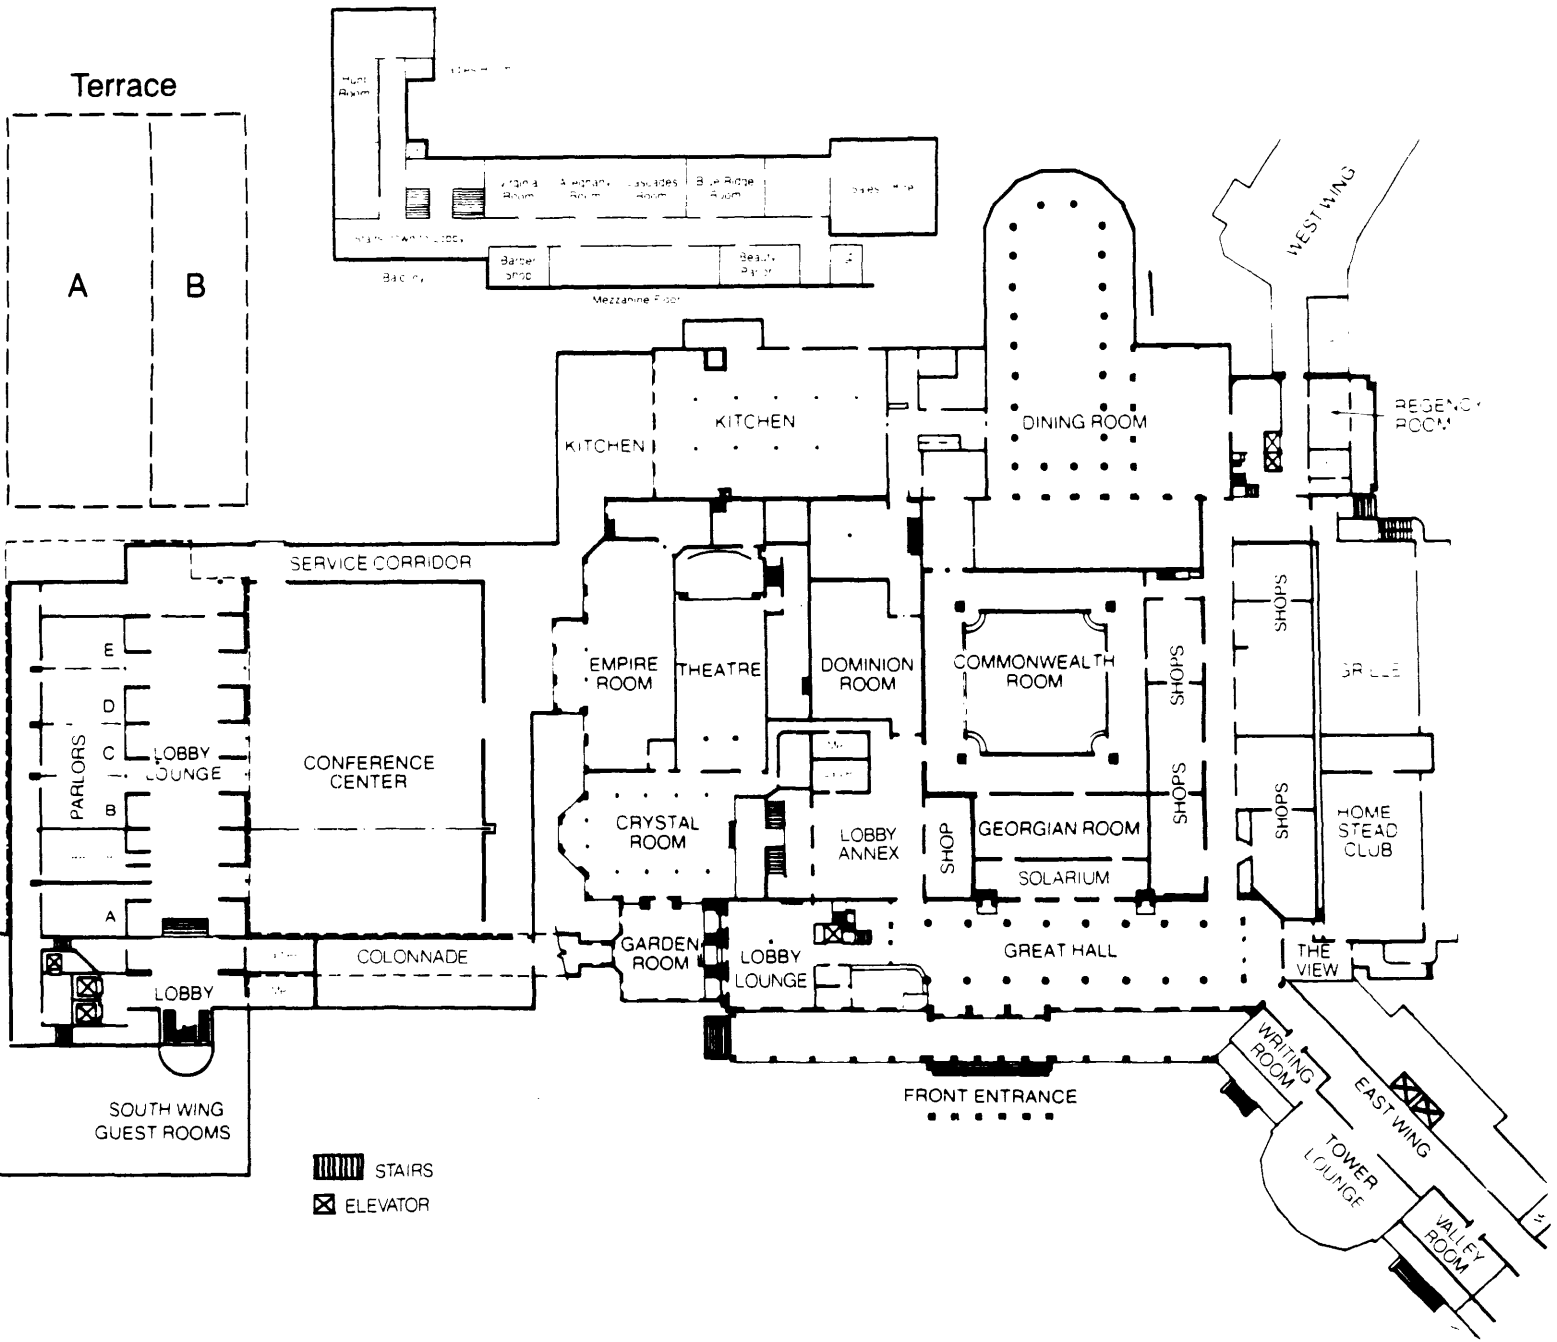 Terrace
A
B
Room
Virginia
Room
Alleghany
Room
Cascades
Room
Blue Ridge
Room
Barber
Shop
Beauty
Parlor
Mezzanine Floor
Balcony
WEST WING
KITCHEN
KITCHEN
DINING ROOM
REGENCY
ROOM
SERVICE CORRIDOR
EMPIRE
ROOM
THEATRE
DOMINION
ROOM
COMMONWEALTH
ROOM
SHOPS
SHOPS
SHOPS
SHOPS
GRILLE
E
D
C
B
A
PARLORS
LOBBY
LOUNGE
CONFERENCE
CENTER
CRYSTAL
ROOM
LOBBY
ANNEX
SHOP
GEORGIAN ROOM
SOLARIUM
HOME
STEAD
CLUB
COLONNADE
GARDEN
ROOM
LOBBY
LOUNGE
GREAT HALL
THE
VIEW
LOBBY
WRITING
ROOM
EAST WING
FRONT ENTRANCE
TOWER
LOUNGE
VALLEY
ROOM
SOUTH WING
GUEST ROOMS
STAIRS
ELEVATOR